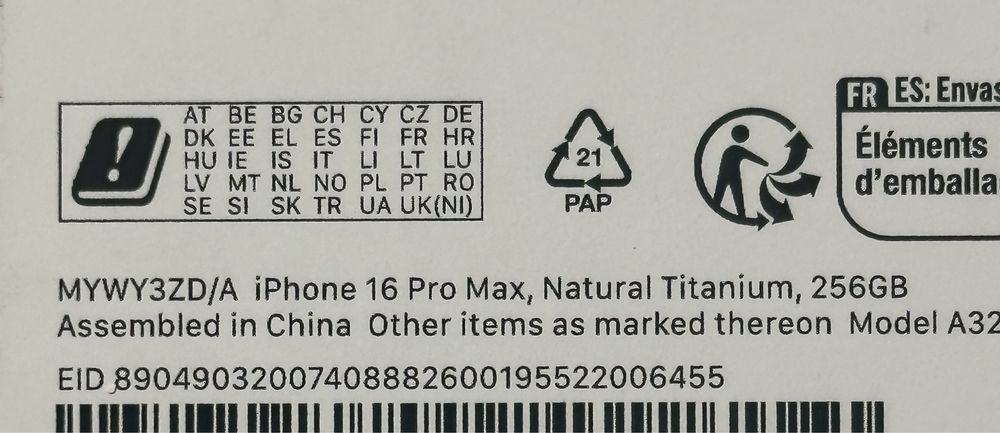 AT BE BG CH CY CZ DE
DK EE EL ES FI FR HR
HU IE IS IT LI LT LU
LV MT NL NO PL PT RO
SE SI SK TR UA UK(NI)
21
PAP
FR ES: Envas
Éléments
d'emballa
MYWY3ZD/A iPhone 16 Pro Max, Natural Titanium, 256GB
Assembled in China Other items as marked thereon Model A32
EID 89049032007408882600195522006455